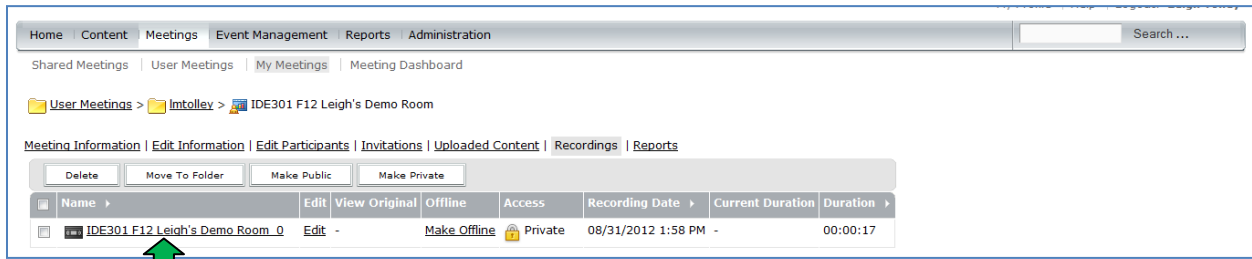 Home | Content | Meetings | Event Management | Reports | Administration Search ...
Shared Meetings | User Meetings | My Meetings | Meeting Dashboard
User Meetings > lmtolley > IDE301 F12 Leigh's Demo Room
Meeting Information | Edit Information | Edit Participants | Invitations | Uploaded Content | Recordings | Reports
Delete Move To Folder Make Public Make Private
Name Edit View Original Offline Access Recording Date Current Duration Duration
IDE301 F12 Leigh's Demo Room_0 Edit - Make Offline Private 08/31/2012 1:58 PM - 00:00:17